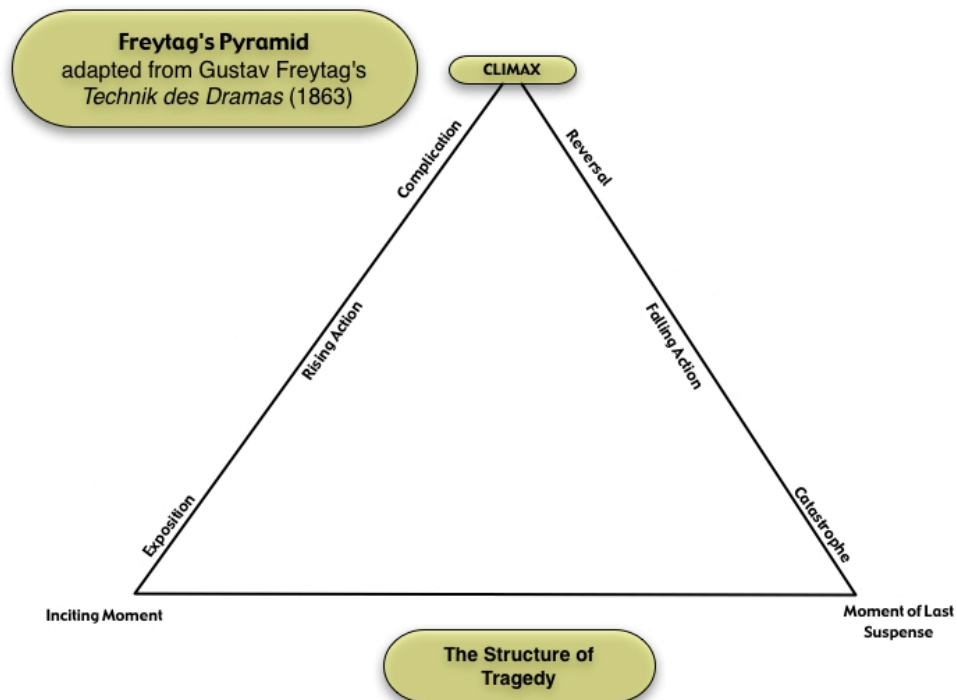 Freytag's Pyramid
adapted from Gustav Freytag's
Technik des Dramas (1863)
CLIMAX
Complication
Reversal
Rising Action
Falling Action
Exposition
Catastrophe
Inciting Moment
Moment of Last
Suspense
The Structure of
Tragedy